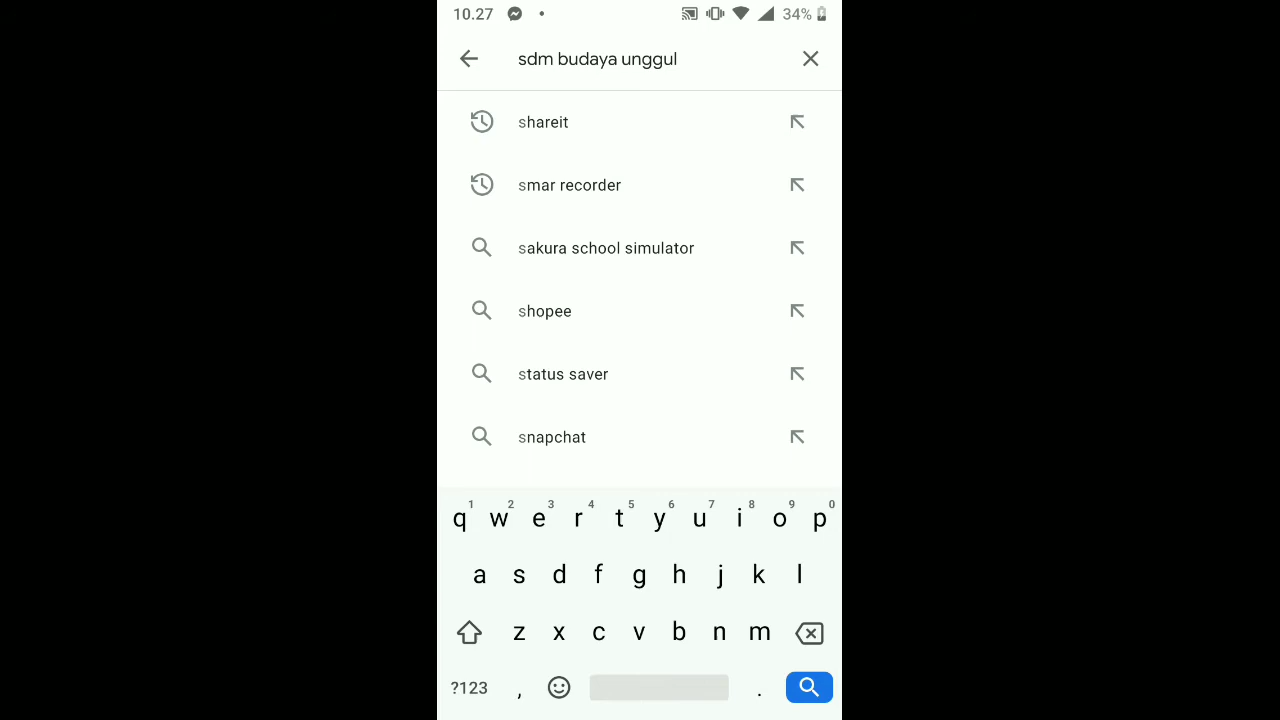 10.27 34%
sdm budaya unggul
shareit
smar recorder
sakura school simulator
shopee
status saver
snapchat
1 2 3 4 5 6 7 8 9 0
q w e r t y u i o p
a s d f g h j k l
z x c v b n m
?123 , .